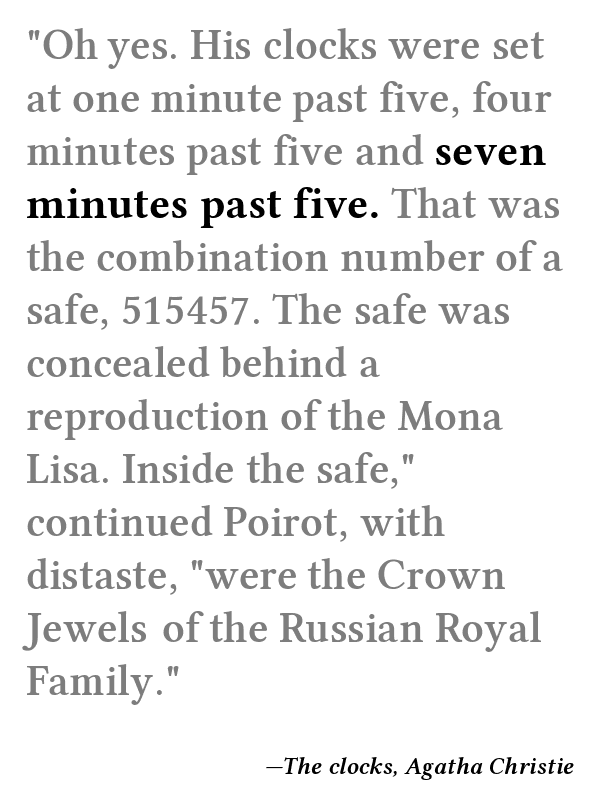 "Oh yes. His clocks were set
at one minute past five, four
minutes past five and seven
minutes past five. That was
the combination number of a
safe, 515457. The safe was
concealed behind a
reproduction of the Mona
Lisa. Inside the safe,"
continued Poirot, with
distaste, "were the Crown
Jewels of the Russian Royal
Family."
—The clocks, Agatha Christie